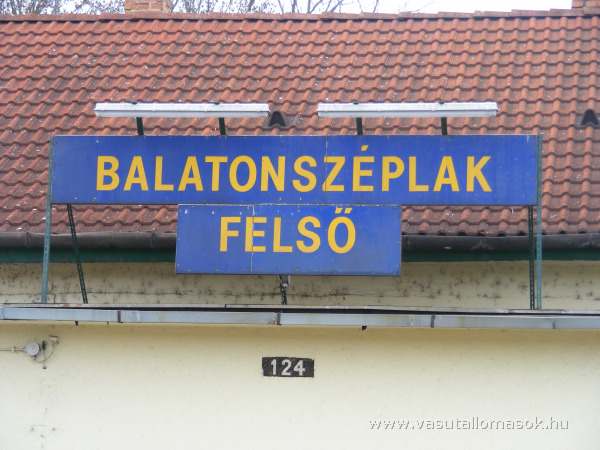 BALATONSZÉPLAK
FELSŐ
124
www.vasutallomasok.hu